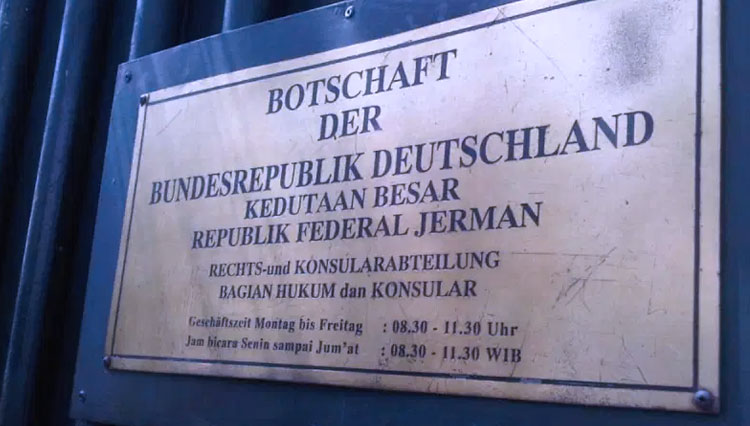 BOTSCHAFT
DER
BUNDESREPUBLIK DEUTSCHLAND
KEDUTAAN BESAR
REPUBLIK FEDERAL JERMAN
RECHTS-und KONSULARABTEILUNG
BAGIAN HUKUM dan KONSULAR
Geschäftszeit Montag bis Freitag : 08.30 - 11.30 Uhr
Jam bicara Senin sampai Jum'at : 08.30 - 11.30 WIB